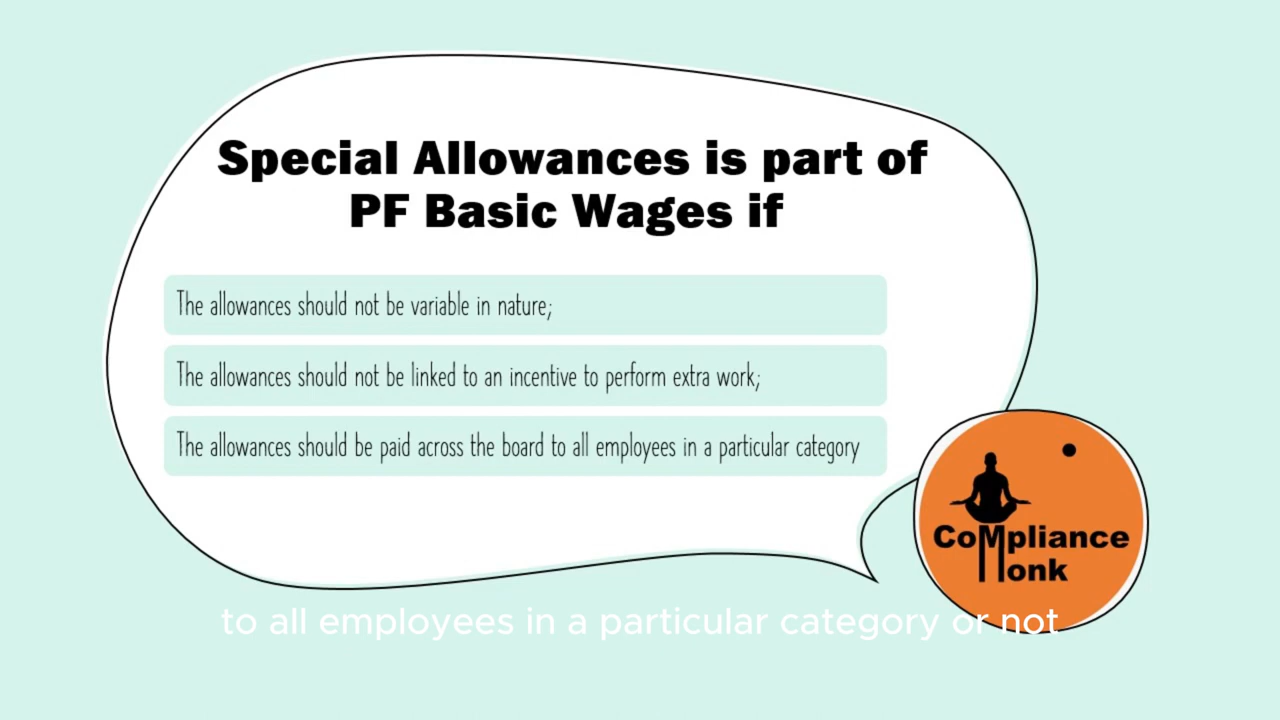 Special Allowances is part of
PF Basic Wages if
The allowances should not be variable in nature;
The allowances should not be linked to an incentive to perform extra work;
The allowances should be paid across the board to all employees in a particular category
CoMpliance
Monk
to all employees in a particular category or not